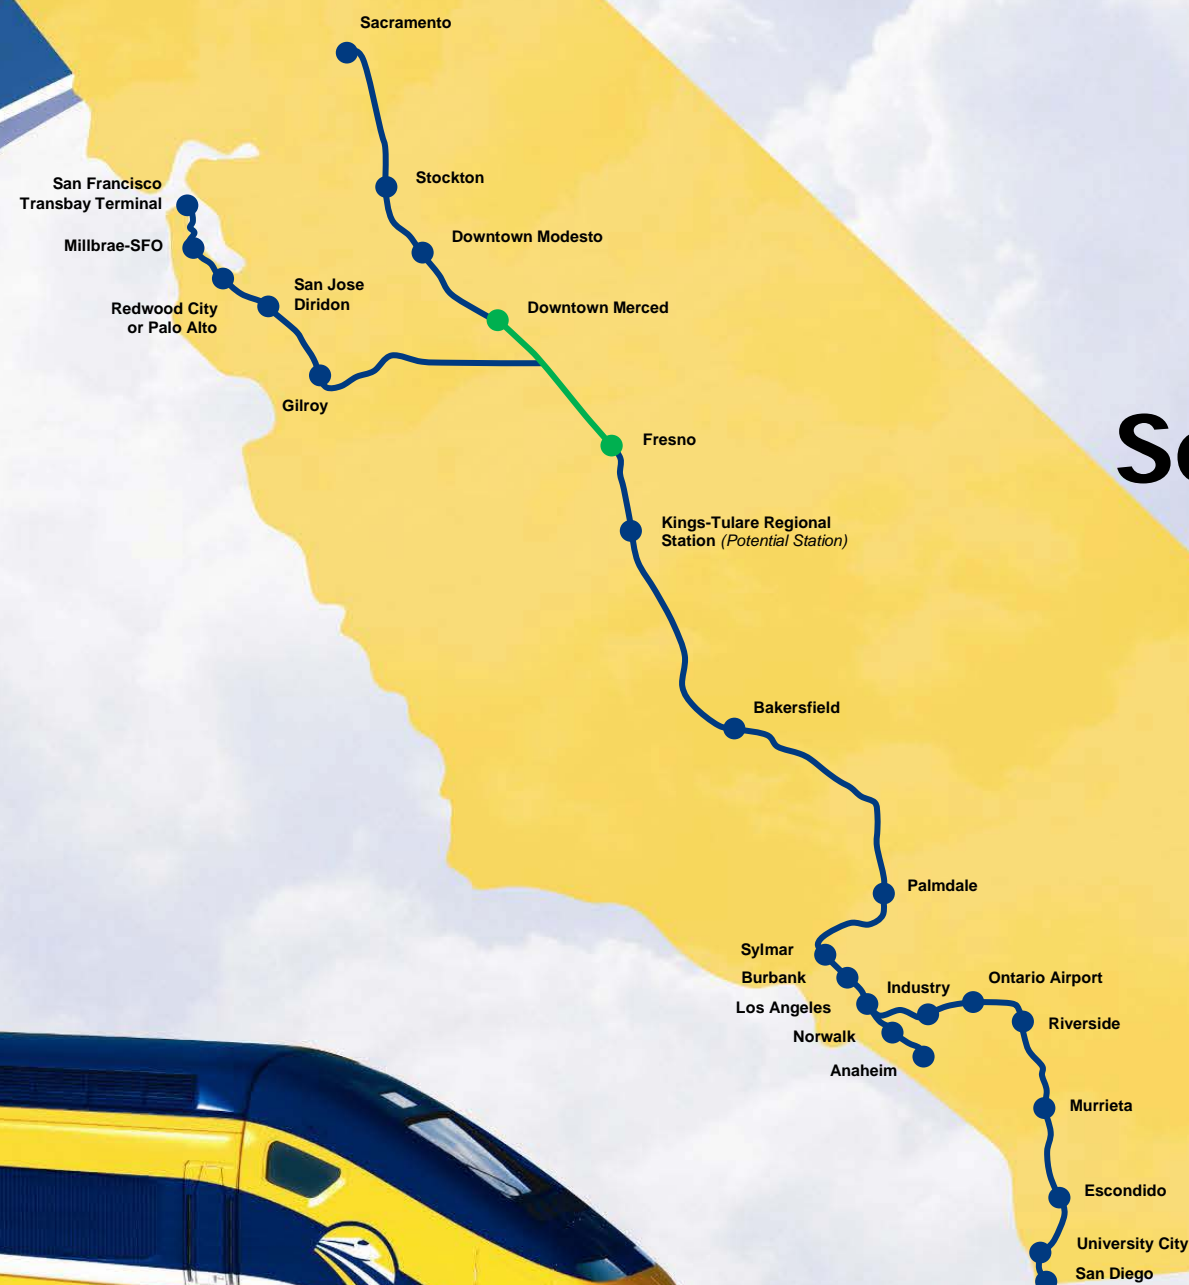 Sacramento
Stockton
San Francisco
Transbay Terminal
Downtown Modesto
Millbrae-SFO
San Jose
Diridon
Redwood City
or Palo Alto
Downtown Merced
Gilroy
Fresno
Kings-Tulare Regional
Station (Potential Station)
Bakersfield
Palmdale
Sylmar
Burbank
Industry
Ontario Airport
Los Angeles
Riverside
Norwalk
Anaheim
Murrieta
Escondido
University City
San Diego